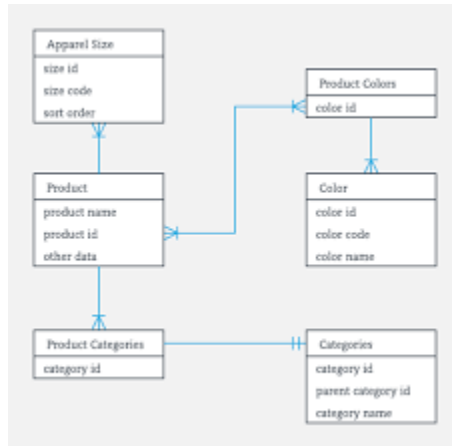 Apparel Size
size id
size code
sort order
Product Colors
color id
Product
product name
product id
other data
Color
color id
color code
color name
Product Categories
category id
Categories
category id
parent category id
category name